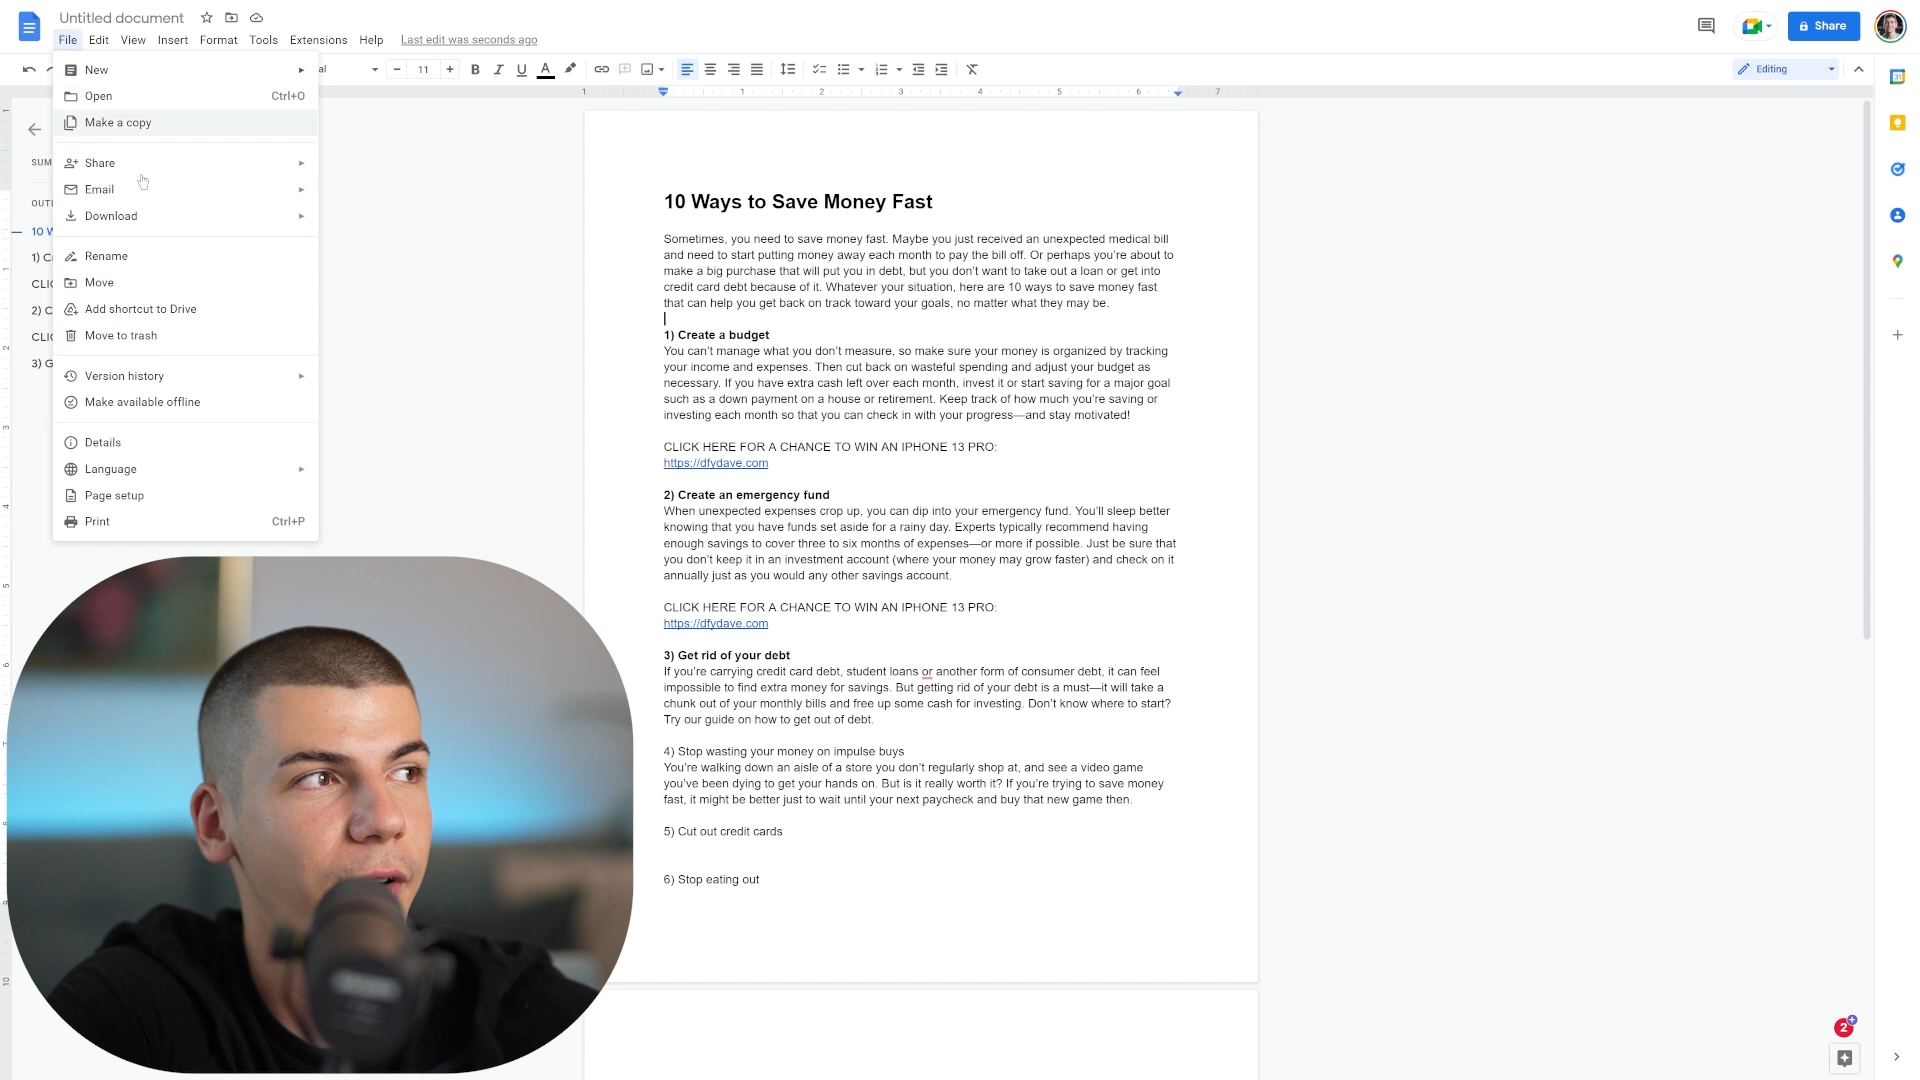 Untitled document
File Edit View Insert Format Tools Extensions Help Last edit was seconds ago
Share
11
Editing
New
Open Ctrl+O
Make a copy
Share
Email
Download
Rename
Move
Add shortcut to Drive
Move to trash
Version history
Make available offline
Details
Language
Page setup
Print Ctrl+P
1 1 2 3 4 5 6 7
10 Ways to Save Money Fast
Sometimes, you need to save money fast. Maybe you just received an unexpected medical bill
and need to start putting money away each month to pay the bill off. Or perhaps you're about to
make a big purchase that will put you in debt, but you don't want to take out a loan or get into
credit card debt because of it. Whatever your situation, here are 10 ways to save money fast
that can help you get back on track toward your goals, no matter what they may be.
1) Create a budget
You can't manage what you don't measure, so make sure your money is organized by tracking
your income and expenses. Then cut back on wasteful spending and adjust your budget as
necessary. If you have extra cash left over each month, invest it or start saving for a major goal
such as a down payment on a house or retirement. Keep track of how much you're saving or
investing each month so that you can check in with your progress—and stay motivated!
CLICK HERE FOR A CHANCE TO WIN AN IPHONE 13 PRO:
https://dfydave.com
2) Create an emergency fund
When unexpected expenses crop up, you can dip into your emergency fund. You'll sleep better
knowing that you have funds set aside for a rainy day. Experts typically recommend having
enough savings to cover three to six months of expenses—or more if possible. Just be sure that
you don't keep it in an investment account (where your money may grow faster) and check on it
annually just as you would any other savings account.
CLICK HERE FOR A CHANCE TO WIN AN IPHONE 13 PRO:
https://dfydave.com
3) Get rid of your debt
If you're carrying credit card debt, student loans or another form of consumer debt, it can feel
impossible to find extra money for savings. But getting rid of your debt is a must—it will take a
chunk out of your monthly bills and free up some cash for investing. Don't know where to start?
Try our guide on how to get out of debt.
4) Stop wasting your money on impulse buys
You're walking down an aisle of a store you don't regularly shop at, and see a video game
you've been dying to get your hands on. But is it really worth it? If you're trying to save money
fast, it might be better just to wait until your next paycheck and buy that new game then.
5) Cut out credit cards
6) Stop eating out
31
2